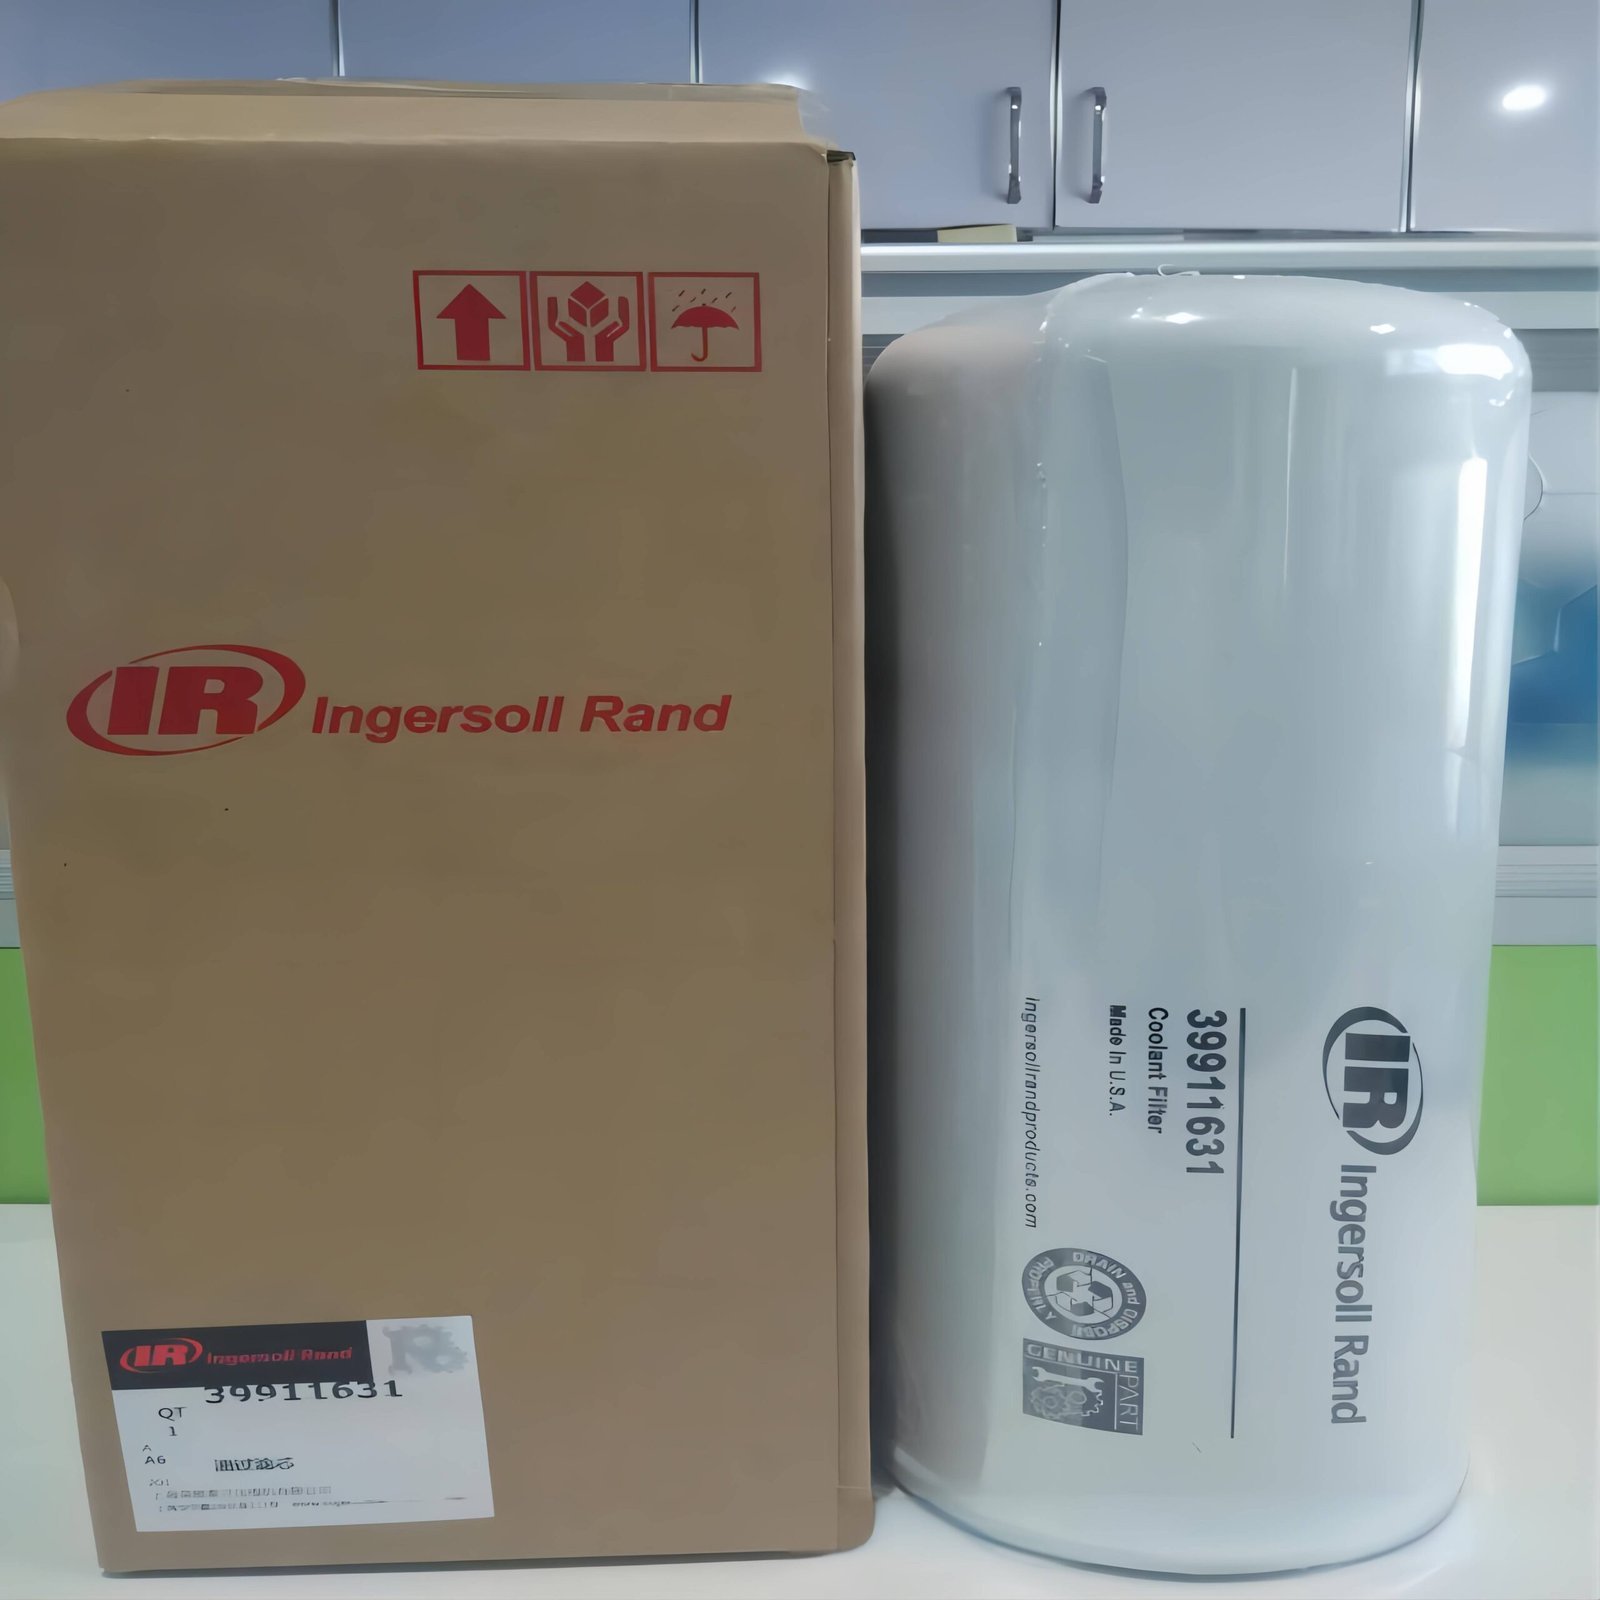 IR Ingersoll Rand
IR Ingersoll Rand
39911631
QT
1
A
A6
IR Ingersoll Rand
39911631
Coolant Filter
Made In U.S.A.
ingersollrandproducts.com
DRAIN and DISPOSE PROPERLY
GENUINE PART